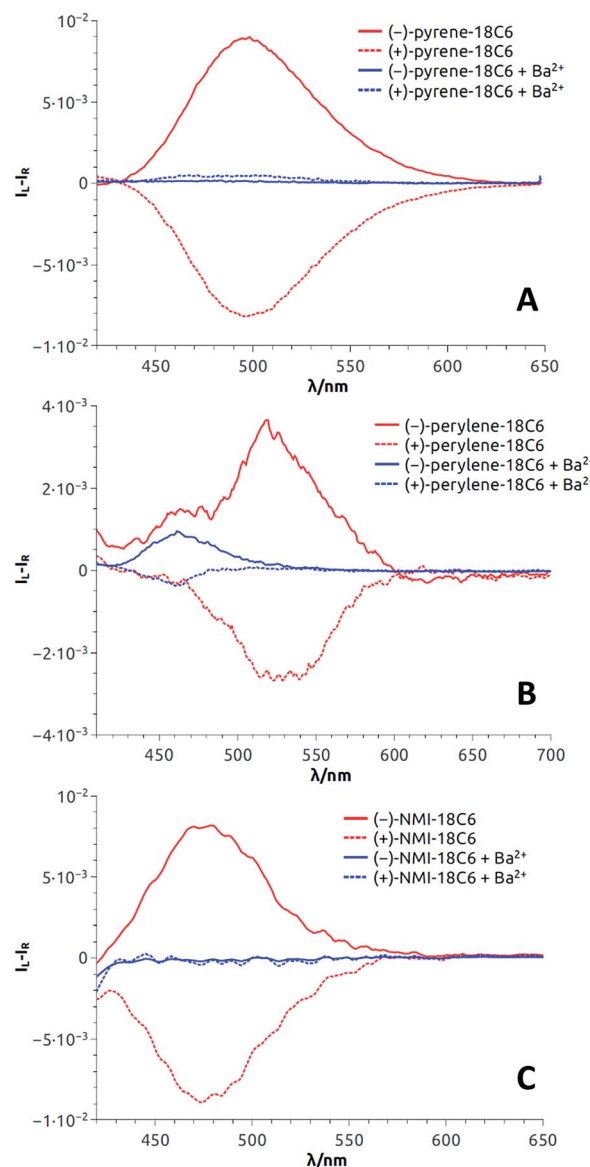 10⁻²
(−)-pyrene-18C6
(+)-pyrene-18C6
(−)-pyrene-18C6 + Ba²⁺
(+)-pyrene-18C6 + Ba²⁺
5·10⁻³
I_L-I_R
0
−5·10⁻³
−1·10⁻²
A
450 500 550 600 650
λ/nm
4·10⁻³
(−)-perylene-18C6
(+)-perylene-18C6
(−)-perylene-18C6 + Ba²⁺
(+)-perylene-18C6 + Ba²⁺
2·10⁻³
I_L-I_R
0
−2·10⁻³
−4·10⁻³
B
450 500 550 600 650 700
λ/nm
10⁻²
(−)-NMI-18C6
(+)-NMI-18C6
(−)-NMI-18C6 + Ba²⁺
(+)-NMI-18C6 + Ba²⁺
5·10⁻³
I_L-I_R
0
−5·10⁻³
−1·10⁻²
C
450 500 550 600 650
λ/nm